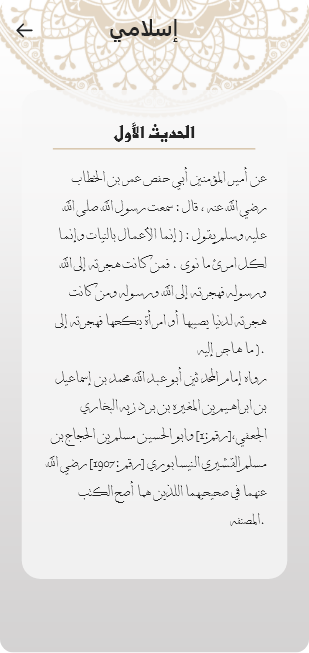 إسلامي
الحديث الأول
عن أمير المؤمنين أبي حفص عمر بن الخطاب
رضي الله عنه ، قال : سمعت رسول الله صلى الله
عليه وسلم يقول : ( إنما الأعمال بالنيات وإنما
لكل امرئ ما نوى . فمن كانت هجرته إلى الله
ورسوله فهجرته إلى الله ورسوله ومن كانت
هجرته لدنيا يصيبها أو امرأة ينكحها فهجرته إلى
ما هاجر إليه ).
رواه إمام المحدثين أبو عبد الله محمد بن إسماعيل
بن ابراهيم بن المغيره بن بردزبه البخاري
الجعفي،[رقم:1] وابو الحسين مسلم بن الحجاج بن
مسلم القشيري النيسابوري [رقم:1907] رضي الله
عنهما في صحيحيهما اللذين هما أصح الكتب
المصنفه.